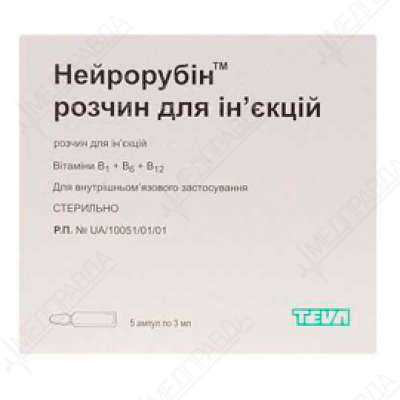 Нейрорубін™
розчин для ін'єкцій
розчин для ін'єкцій
Вітаміни B1 + B6 + B12
Для внутрішньом'язового застосування
СТЕРИЛЬНО
Р.П. № UA/10051/01/01
5 ампул по 3 мл
TEVA
МЕДПРАВДА